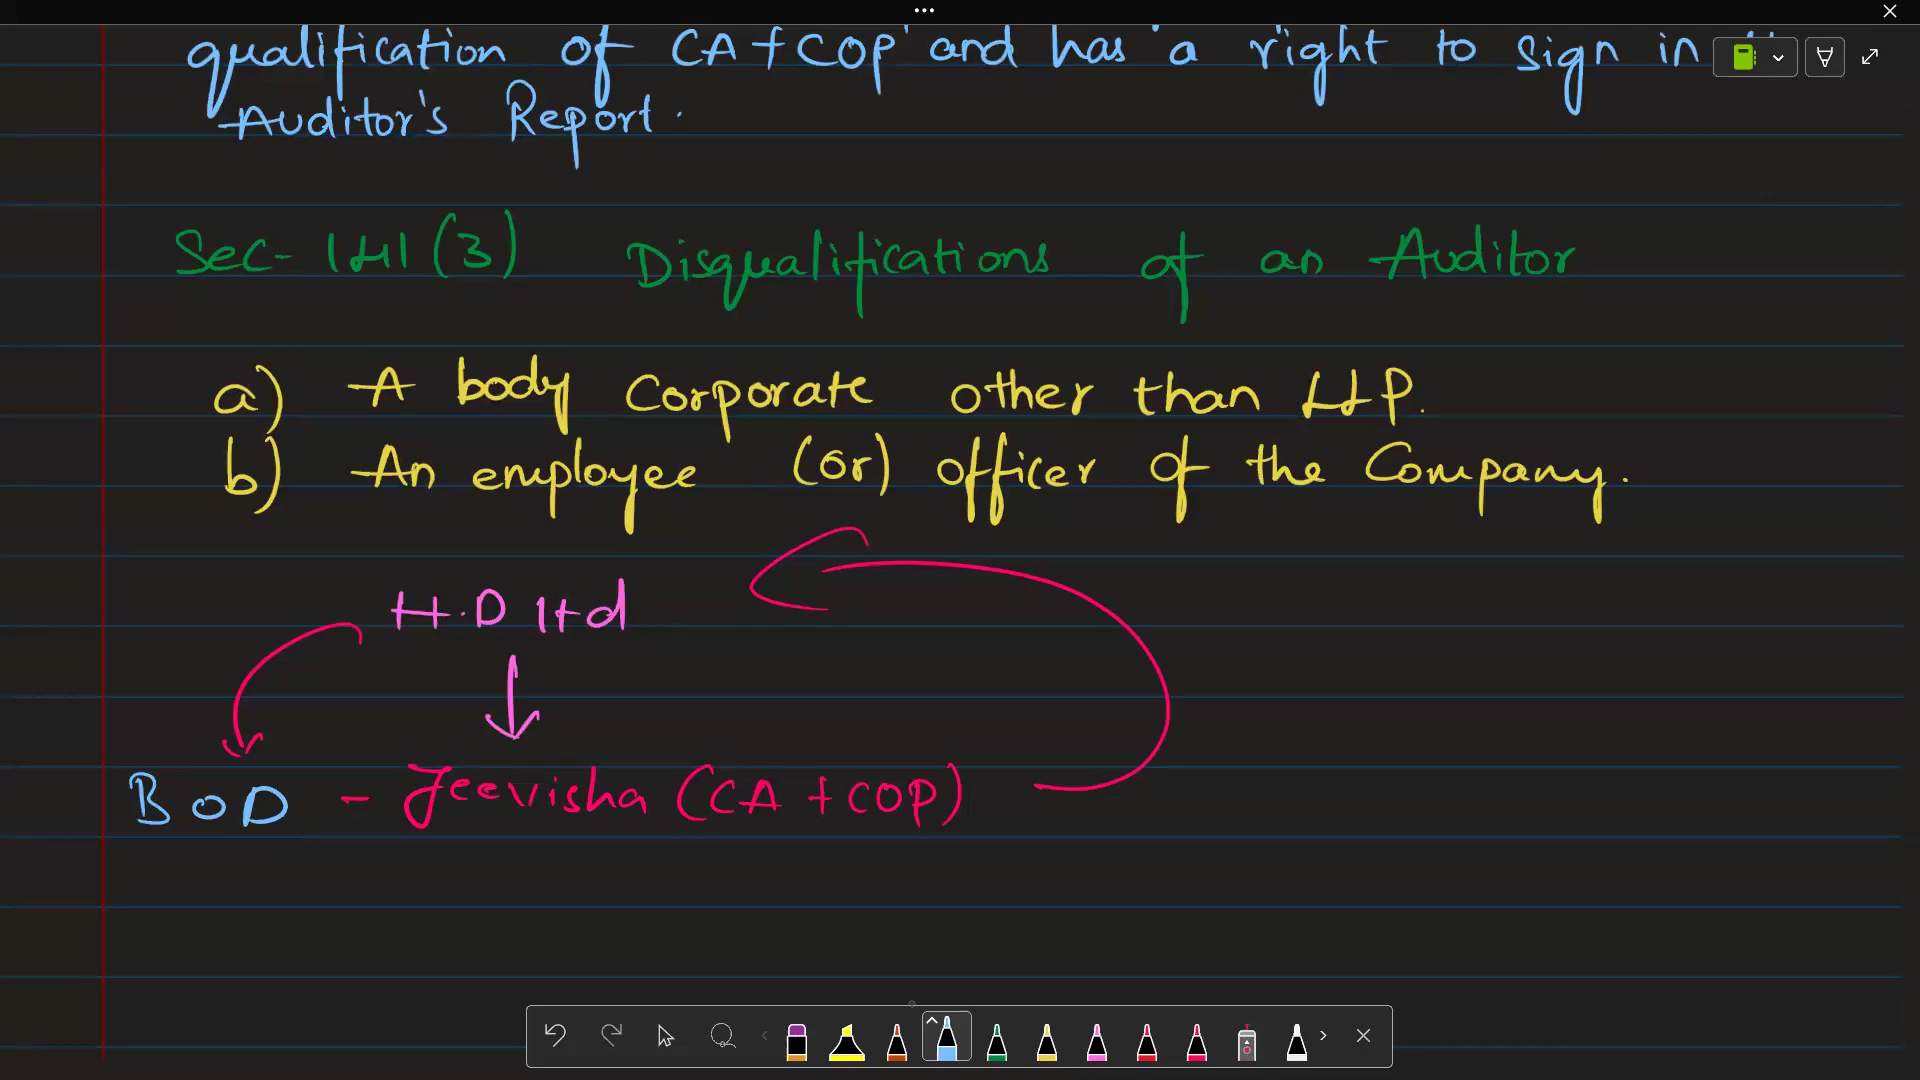 qualification of CA+COP and has a right to sign in
Auditor's Report.
Sec-141(3) Disqualifications of an Auditor
a) A body Corporate other than LLP.
b) An employee (or) officer of the Company.
H.D ltd
BOD - Jeevisha (CA+COP)